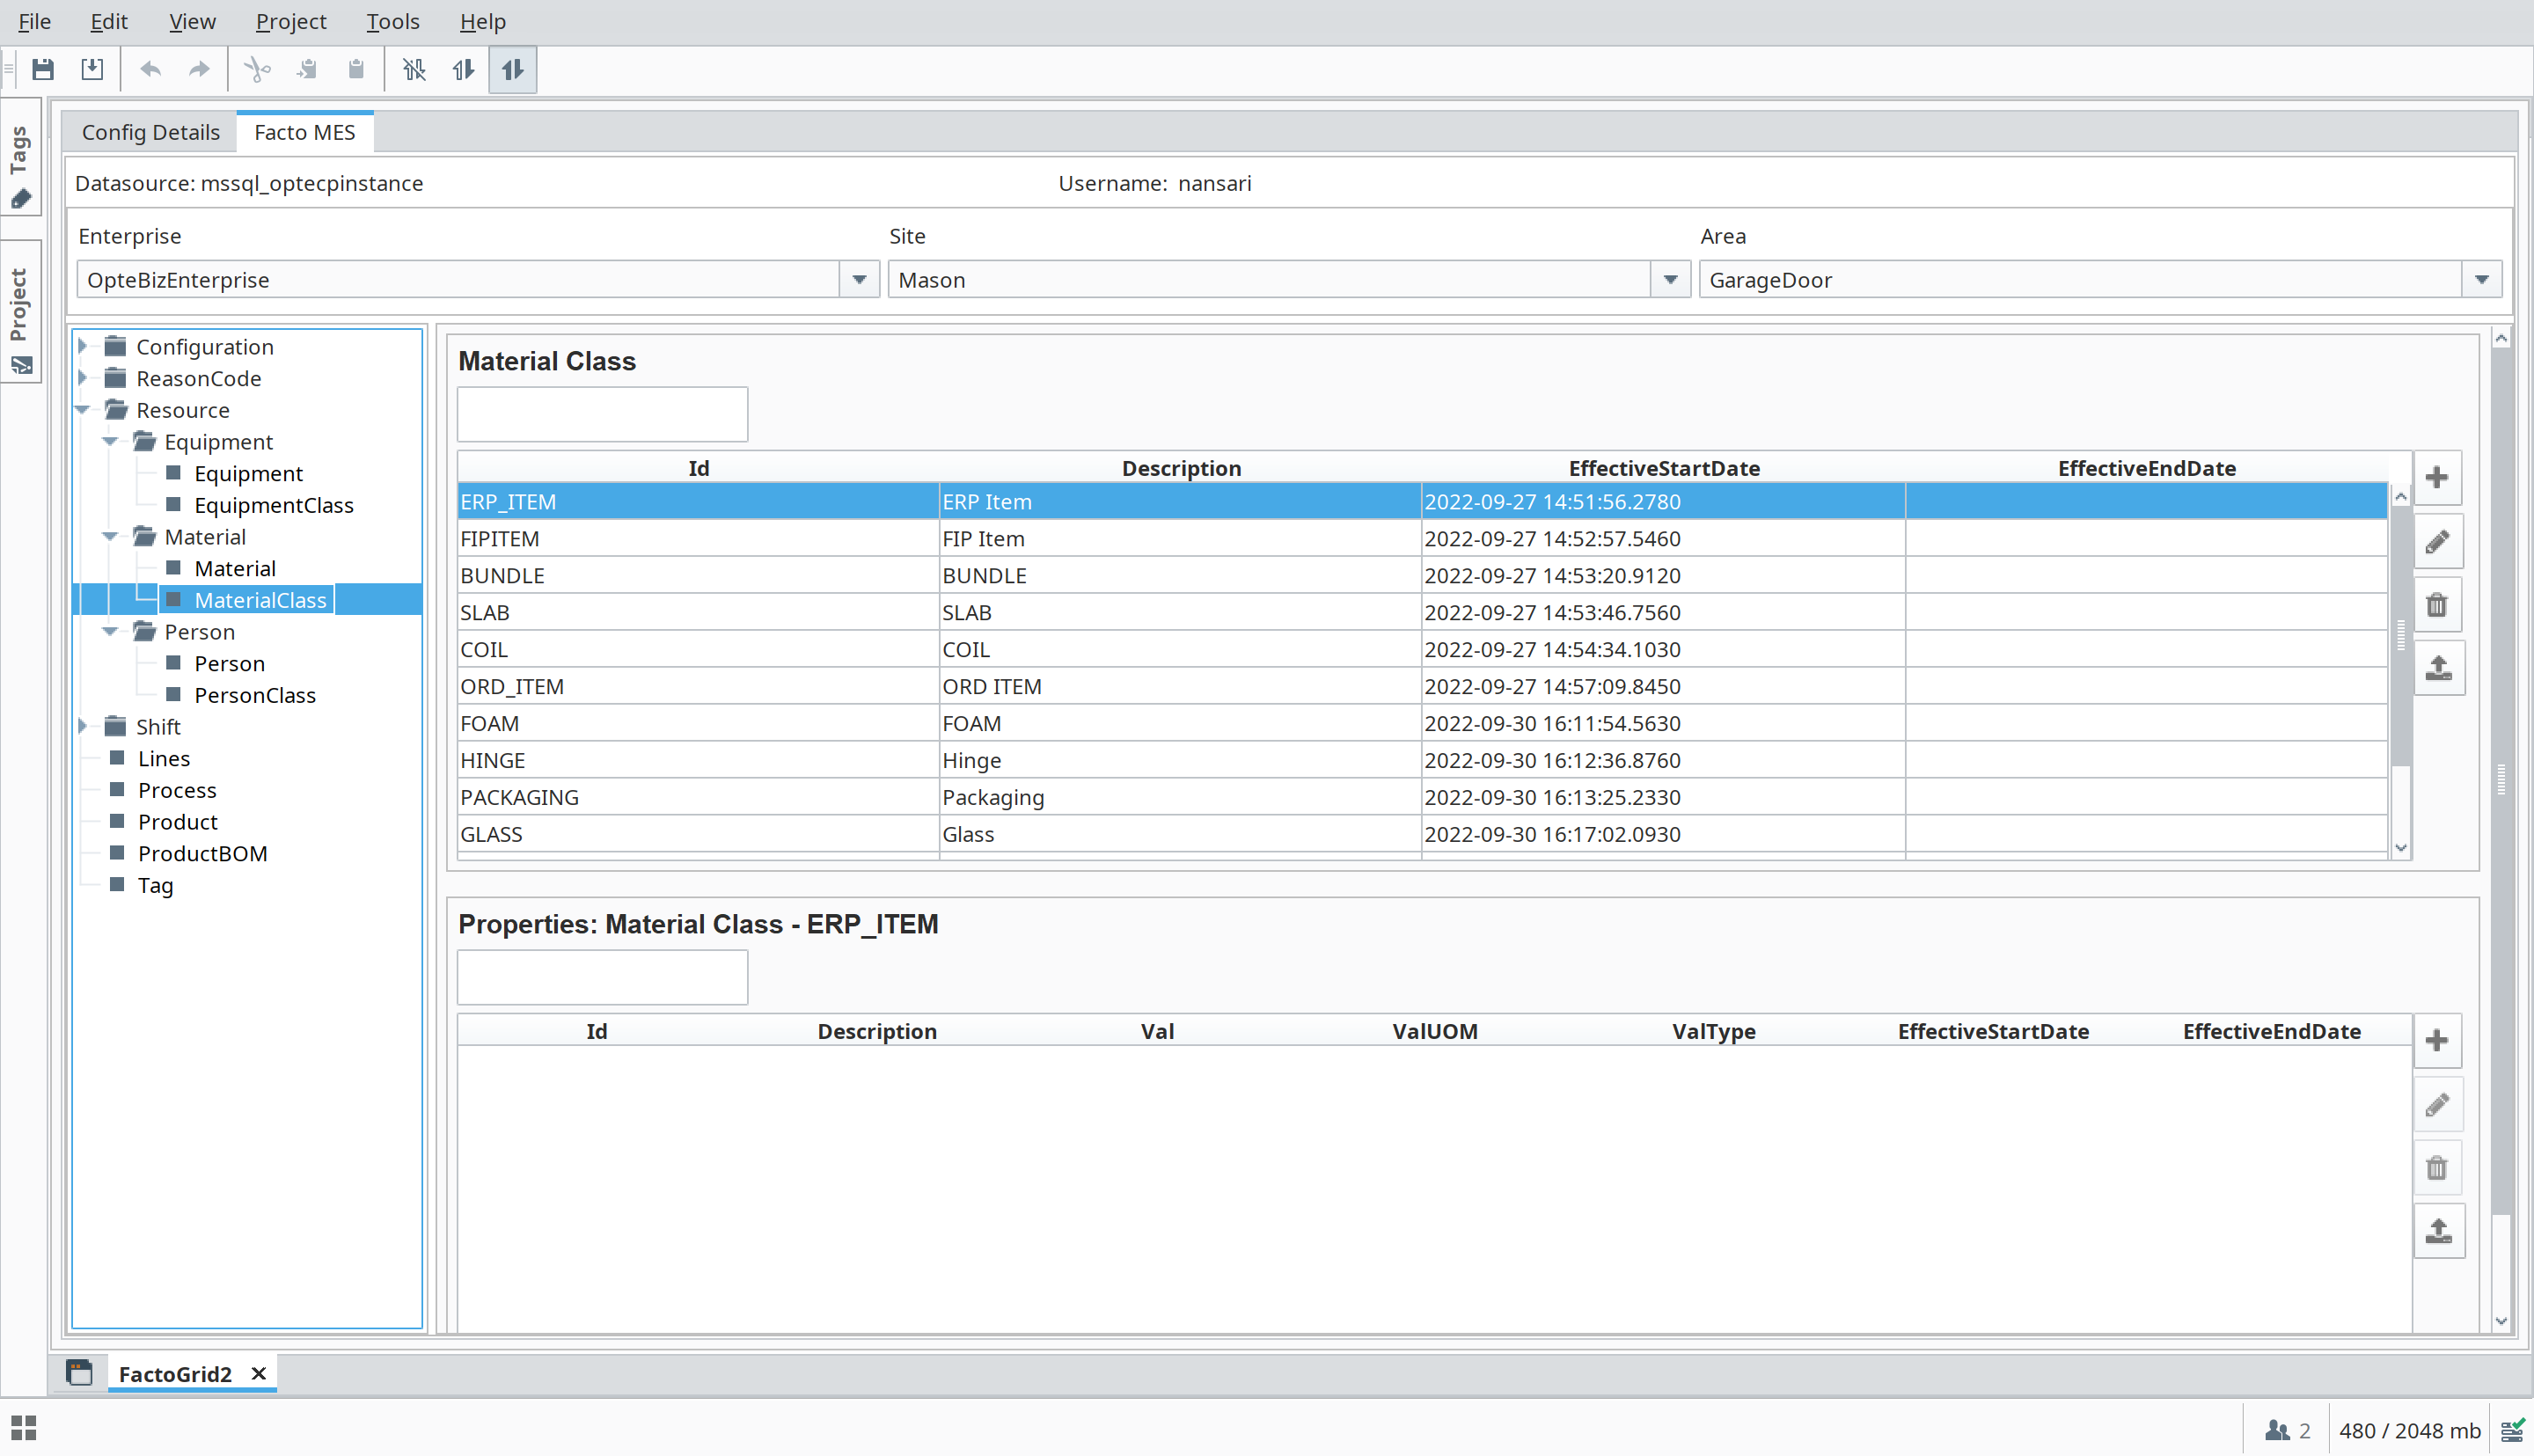 File Edit View Project Tools Help
Tags
Project
Config Details Facto MES
Datasource: mssql_optecpinstance Username: nansari
Enterprise Site Area
OpteBizEnterprise Mason GarageDoor
Configuration
ReasonCode
Resource
Equipment
Equipment
EquipmentClass
Material
Material
MaterialClass
Person
Person
PersonClass
Shift
Lines
Process
Product
ProductBOM
Tag
Material Class
Id Description EffectiveStartDate EffectiveEndDate
ERP_ITEM ERP Item 2022-09-27 14:51:56.2780
FIPITEM FIP Item 2022-09-27 14:52:57.5460
BUNDLE BUNDLE 2022-09-27 14:53:20.9120
SLAB SLAB 2022-09-27 14:53:46.7560
COIL COIL 2022-09-27 14:54:34.1030
ORD_ITEM ORD ITEM 2022-09-27 14:57:09.8450
FOAM FOAM 2022-09-30 16:11:54.5630
HINGE Hinge 2022-09-30 16:12:36.8760
PACKAGING Packaging 2022-09-30 16:13:25.2330
GLASS Glass 2022-09-30 16:17:02.0930
Properties: Material Class - ERP_ITEM
Id Description Val ValUOM ValType EffectiveStartDate EffectiveEndDate
FactoGrid2
2 480 / 2048 mb